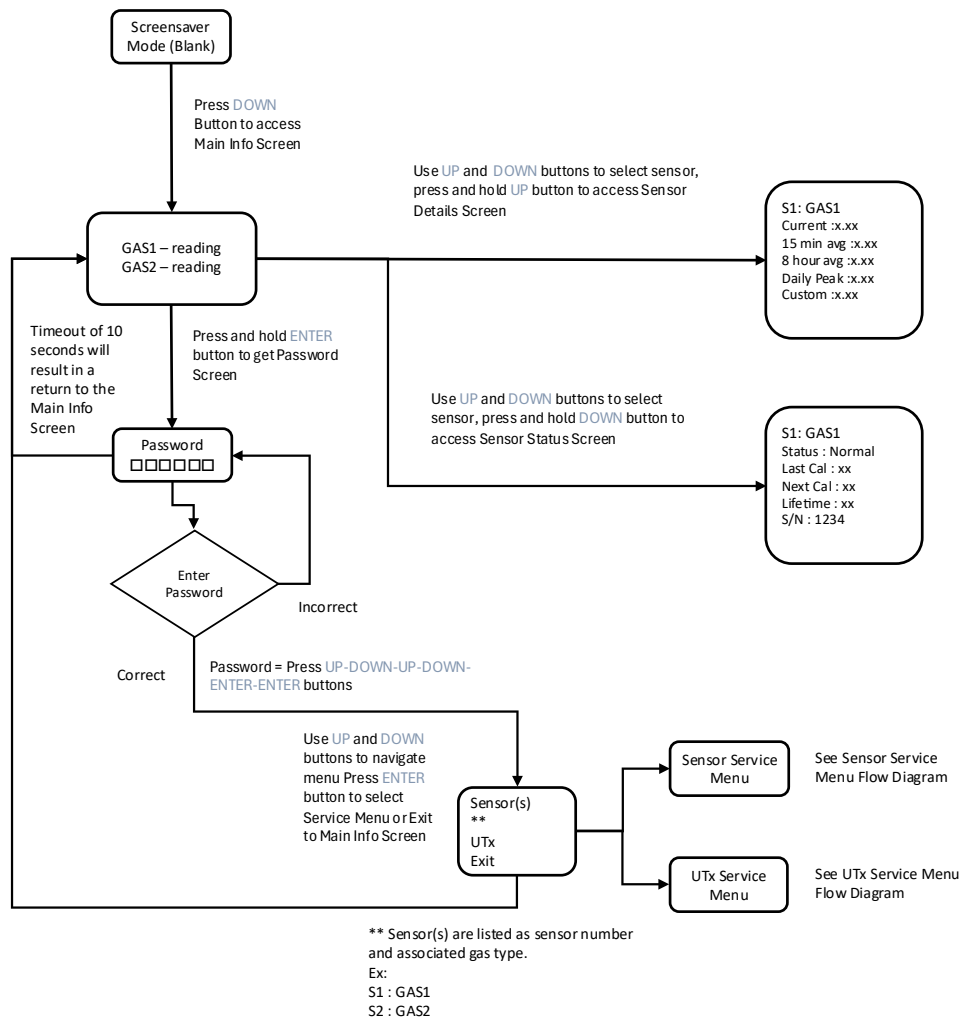 Screensaver
Mode (Blank)
Press DOWN
Button to access
Main Info Screen
Use UP and DOWN buttons to select sensor,
press and hold UP button to access Sensor
Details Screen
S1: GAS1
Current :x.xx
15 min avg :x.xx
8 hour avg :x.xx
Daily Peak :x.xx
Custom :x.xx
GAS1 – reading
GAS2 – reading
Timeout of 10
seconds will
result in a
return to the
Main Info
Screen
Press and hold ENTER
button to get Password
Screen
Use UP and DOWN buttons to select
sensor, press and hold DOWN button to
access Sensor Status Screen
S1: GAS1
Status : Normal
Last Cal : xx
Next Cal : xx
Lifetime : xx
S/N : 1234
Password
□□□□□□
Enter
Password
Incorrect
Correct
Password = Press UP-DOWN-UP-DOWN-
ENTER-ENTER buttons
Use UP and DOWN
buttons to navigate
menu Press ENTER
button to select
Service Menu or Exit
to Main Info Screen
Sensor(s)
**
UTx
Exit
Sensor Service
Menu
See Sensor Service
Menu Flow Diagram
UTx Service
Menu
See UTx Service Menu
Flow Diagram
** Sensor(s) are listed as sensor number
and associated gas type.
Ex:
S1 : GAS1
S2 : GAS2